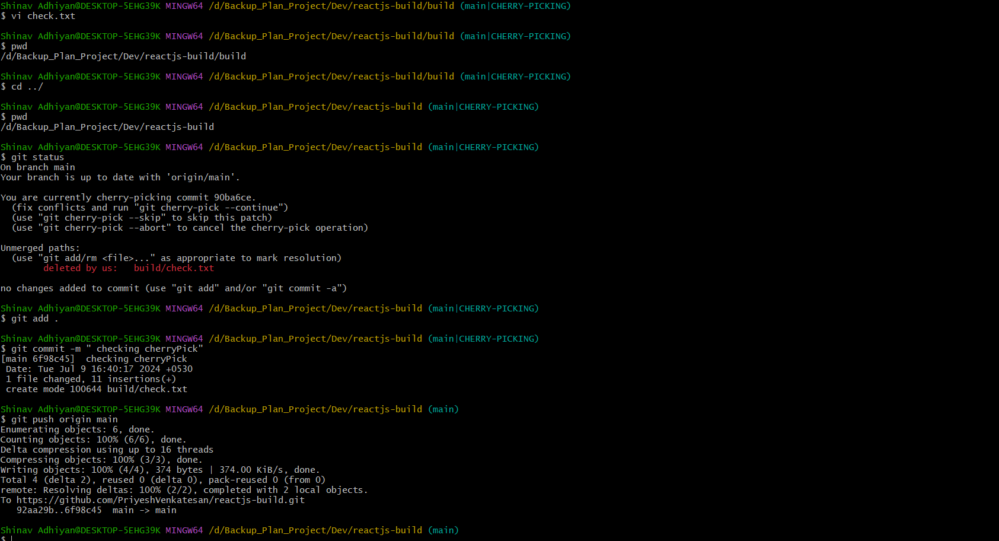 Shinav Adhiyan@DESKTOP-5EHG39K MINGW64 /d/Backup_Plan_Project/Dev/reactjs-build/build (main|CHERRY-PICKING)
$ vi check.txt

Shinav Adhiyan@DESKTOP-5EHG39K MINGW64 /d/Backup_Plan_Project/Dev/reactjs-build/build (main|CHERRY-PICKING)
$ pwd
/d/Backup_Plan_Project/Dev/reactjs-build/build

Shinav Adhiyan@DESKTOP-5EHG39K MINGW64 /d/Backup_Plan_Project/Dev/reactjs-build/build (main|CHERRY-PICKING)
$ cd ../

Shinav Adhiyan@DESKTOP-5EHG39K MINGW64 /d/Backup_Plan_Project/Dev/reactjs-build (main|CHERRY-PICKING)
$ pwd
/d/Backup_Plan_Project/Dev/reactjs-build

Shinav Adhiyan@DESKTOP-5EHG39K MINGW64 /d/Backup_Plan_Project/Dev/reactjs-build (main|CHERRY-PICKING)
$ git status
On branch main
Your branch is up to date with 'origin/main'.

You are currently cherry-picking commit 90ba6ce.
  (fix conflicts and run "git cherry-pick --continue")
  (use "git cherry-pick --skip" to skip this patch)
  (use "git cherry-pick --abort" to cancel the cherry-pick operation)

Unmerged paths:
  (use "git add/rm <file>..." as appropriate to mark resolution)
        deleted by us:   build/check.txt

no changes added to commit (use "git add" and/or "git commit -a")

Shinav Adhiyan@DESKTOP-5EHG39K MINGW64 /d/Backup_Plan_Project/Dev/reactjs-build (main|CHERRY-PICKING)
$ git add .

Shinav Adhiyan@DESKTOP-5EHG39K MINGW64 /d/Backup_Plan_Project/Dev/reactjs-build (main|CHERRY-PICKING)
$ git commit -m " checking cherryPick"
[main 6f98c45]  checking cherryPick
 Date: Tue Jul 9 16:40:17 2024 +0530
 1 file changed, 11 insertions(+)
 create mode 100644 build/check.txt

Shinav Adhiyan@DESKTOP-5EHG39K MINGW64 /d/Backup_Plan_Project/Dev/reactjs-build (main)
$ git push origin main
Enumerating objects: 6, done.
Counting objects: 100% (6/6), done.
Delta compression using up to 16 threads
Compressing objects: 100% (3/3), done.
Writing objects: 100% (4/4), 374 bytes | 374.00 KiB/s, done.
Total 4 (delta 2), reused 0 (delta 0), pack-reused 0 (from 0)
remote: Resolving deltas: 100% (2/2), completed with 2 local objects.
To https://github.com/PriyeshVenkatesan/reactjs-build.git
   92aa29b..6f98c45  main -> main

Shinav Adhiyan@DESKTOP-5EHG39K MINGW64 /d/Backup_Plan_Project/Dev/reactjs-build (main)
$